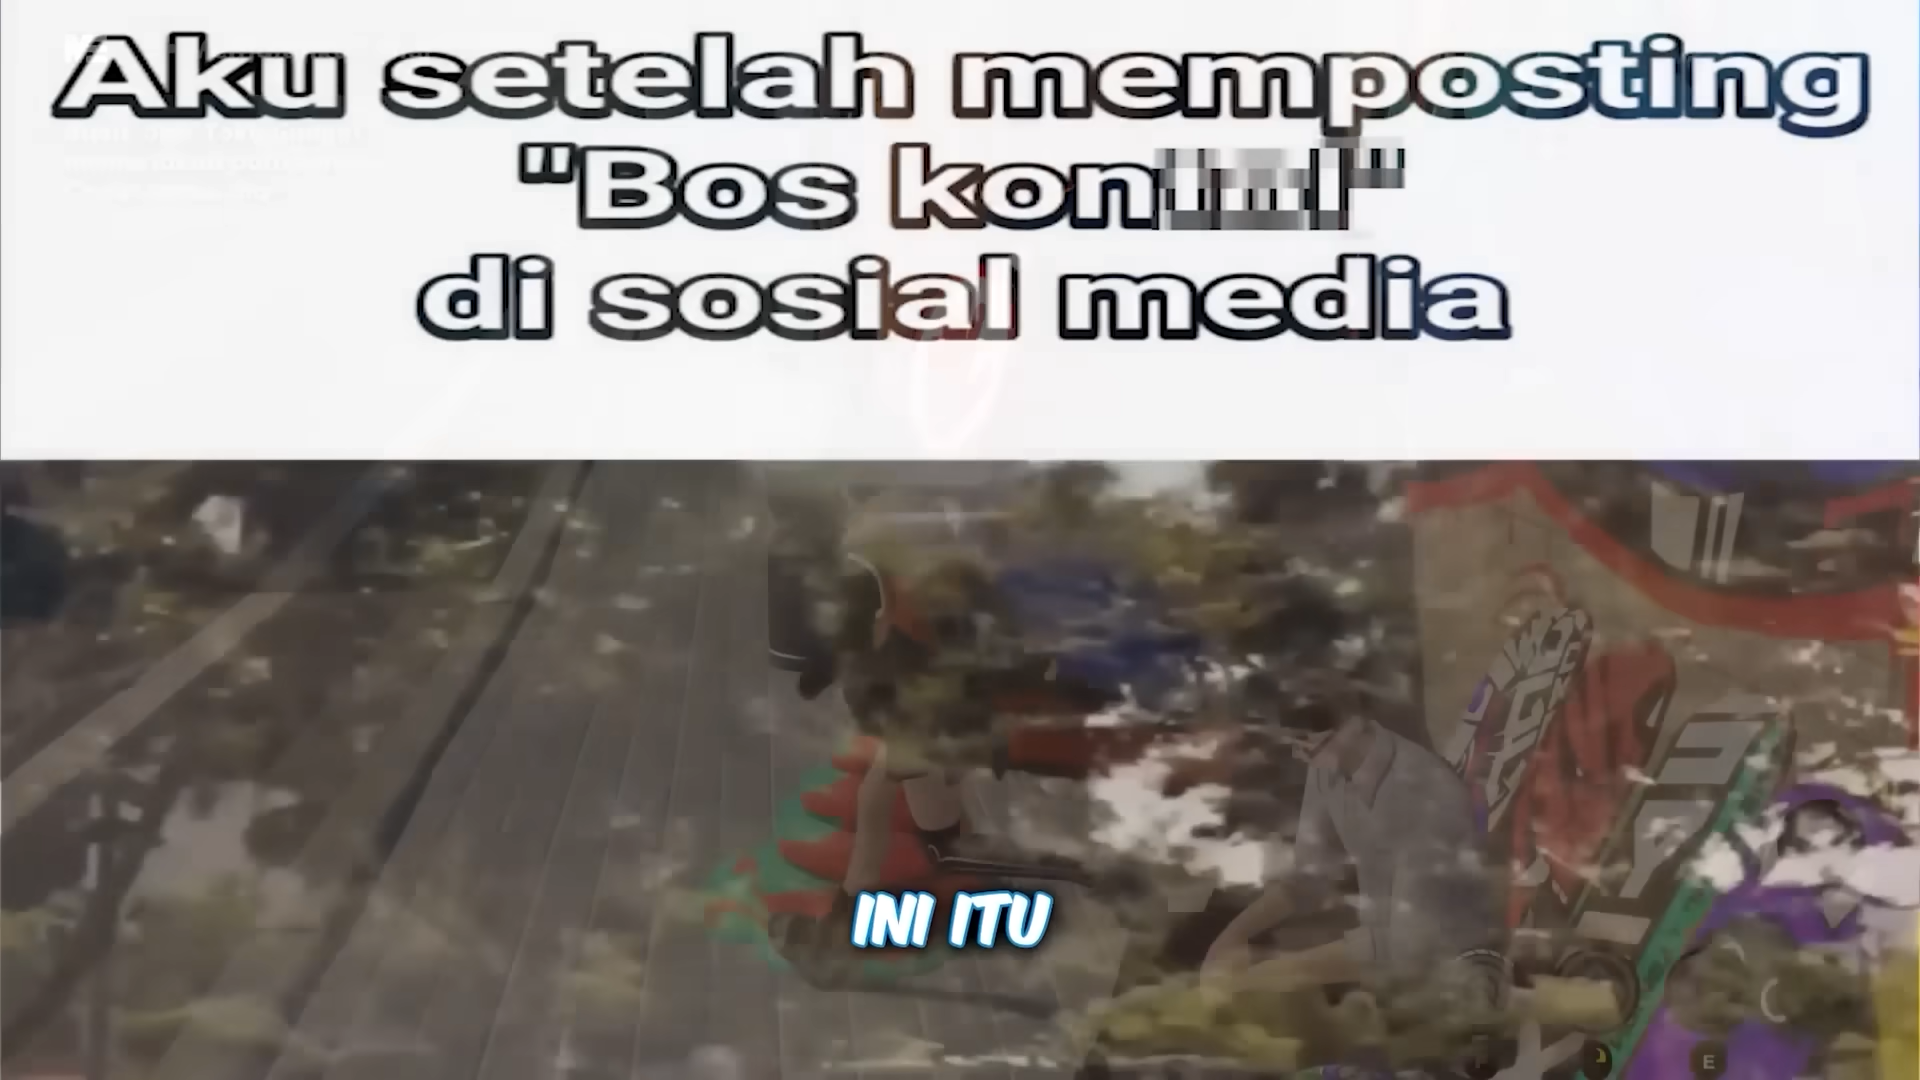 Aku setelah memposting
"Bos kon
di sosial media
INI ITU
E